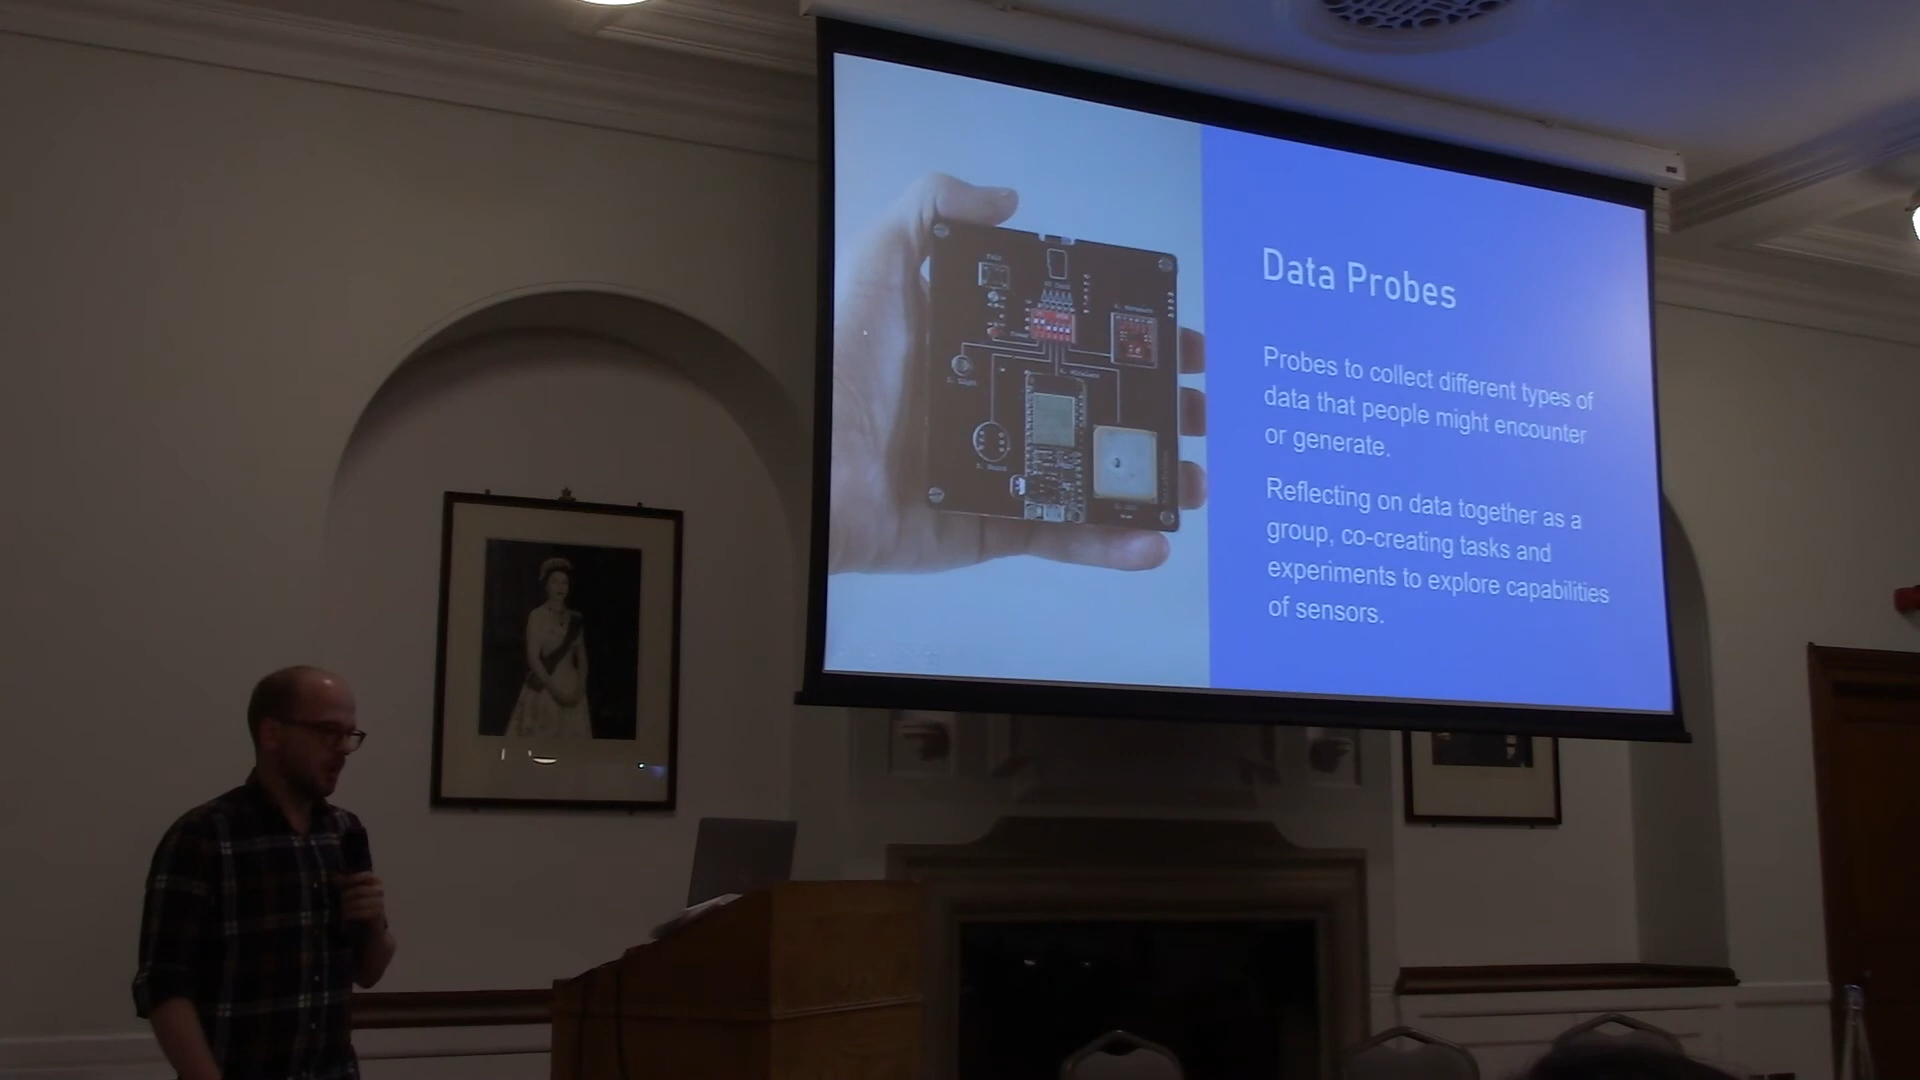 Data Probes
Probes to collect different types of
data that people might encounter
or generate.
Reflecting on data together as a
group, co-creating tasks and
experiments to explore capabilities
of sensors.